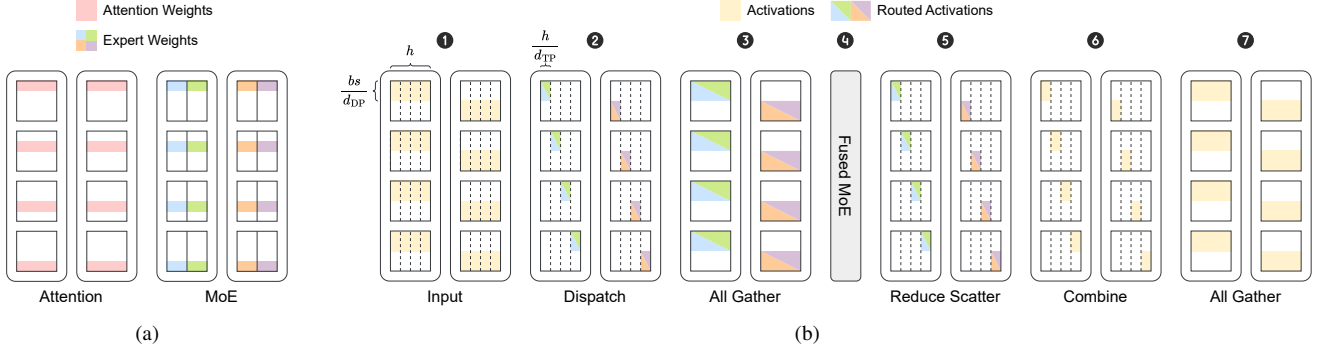 Attention Weights
Expert Weights
Activations
Routed Activations
1
2
3
4
5
6
7
h
bs
d_DP
h
d_TP
Fused MoE
Attention
MoE
Input
Dispatch
All Gather
Reduce Scatter
Combine
All Gather
(a)
(b)